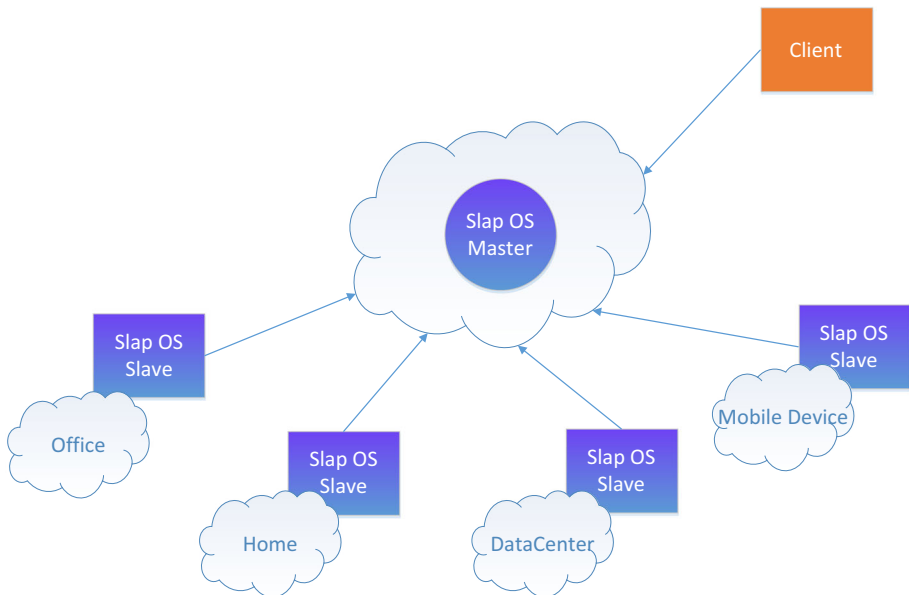 Client
Slap OS
Master
Slap OS
Slave
Office
Slap OS
Slave
Mobile Device
Slap OS
Slave
Home
Slap OS
Slave
DataCenter